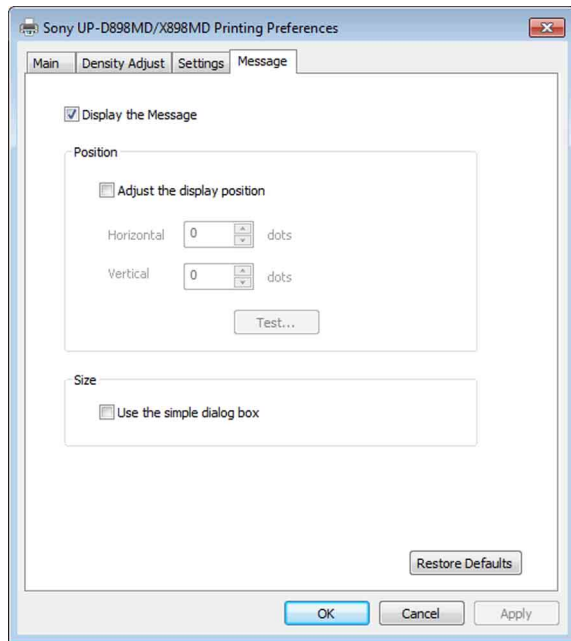 Sony UP-D898MD/X898MD Printing Preferences
Main Density Adjust Settings Message
Display the Message
Position
Adjust the display position
Horizontal 0 dots
Vertical 0 dots
Test...
Size
Use the simple dialog box
Restore Defaults
OK Cancel Apply